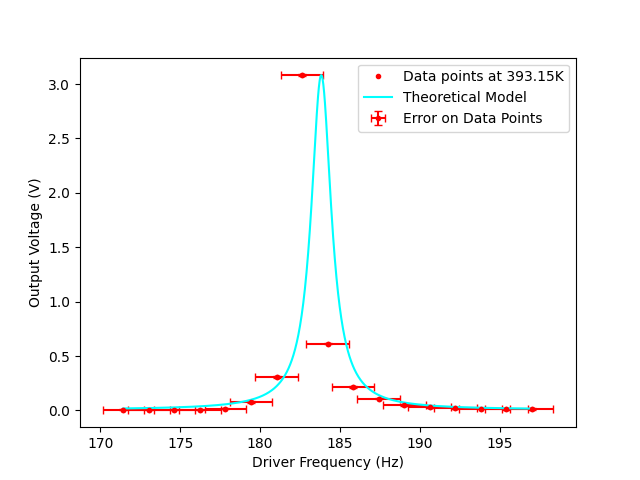 Data points at 393.15K
Theoretical Model
Error on Data Points
Output Voltage (V)
3.0
2.5
2.0
1.5
1.0
0.5
0.0
170 175 180 185 190 195
Driver Frequency (Hz)